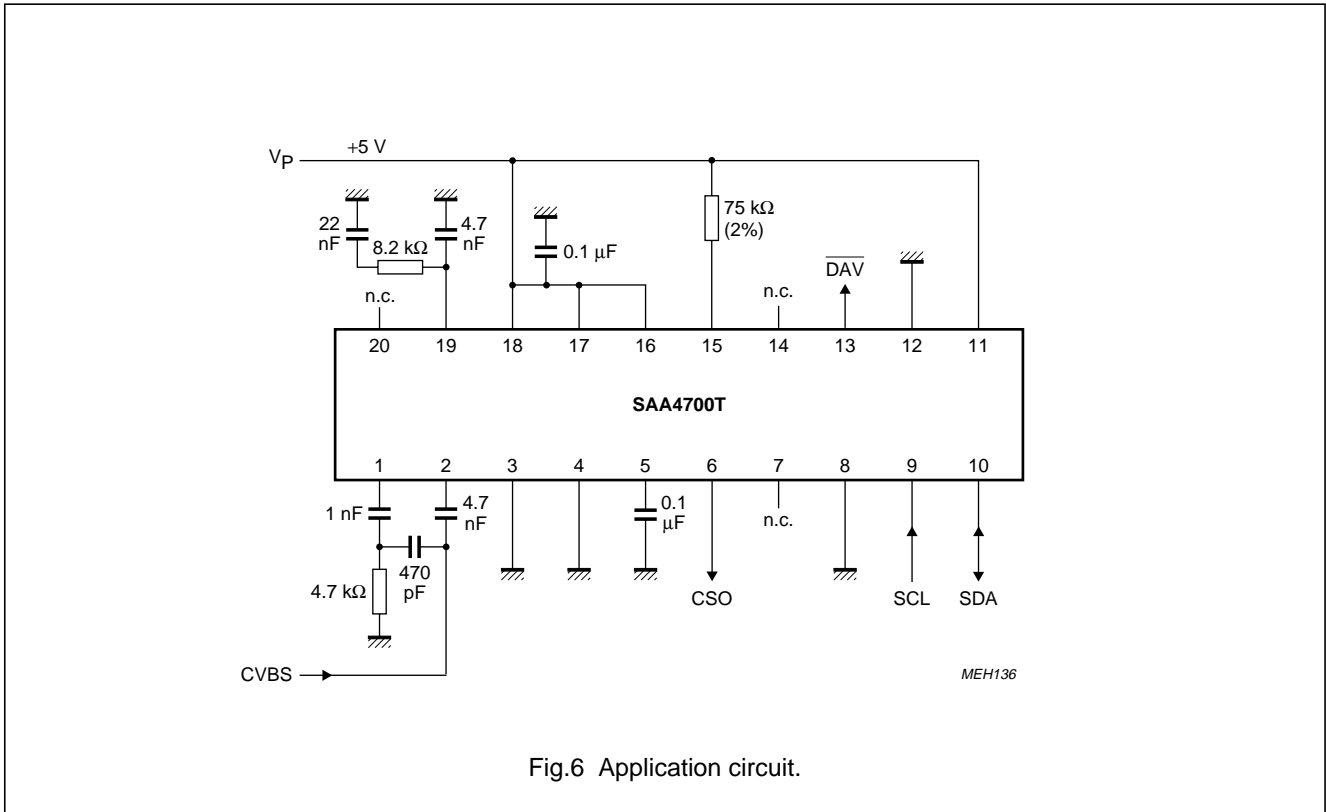 VP +5 V
22 nF
8.2 kΩ
4.7 nF
0.1 μF
75 kΩ (2%)
DAV
n.c.
n.c.
20 19 18 17 16 15 14 13 12 11
SAA4700T
1 2 3 4 5 6 7 8 9 10
1 nF
4.7 nF
0.1 μF
n.c.
4.7 kΩ
470 pF
CSO
SCL
SDA
CVBS
MEH136
Fig.6 Application circuit.